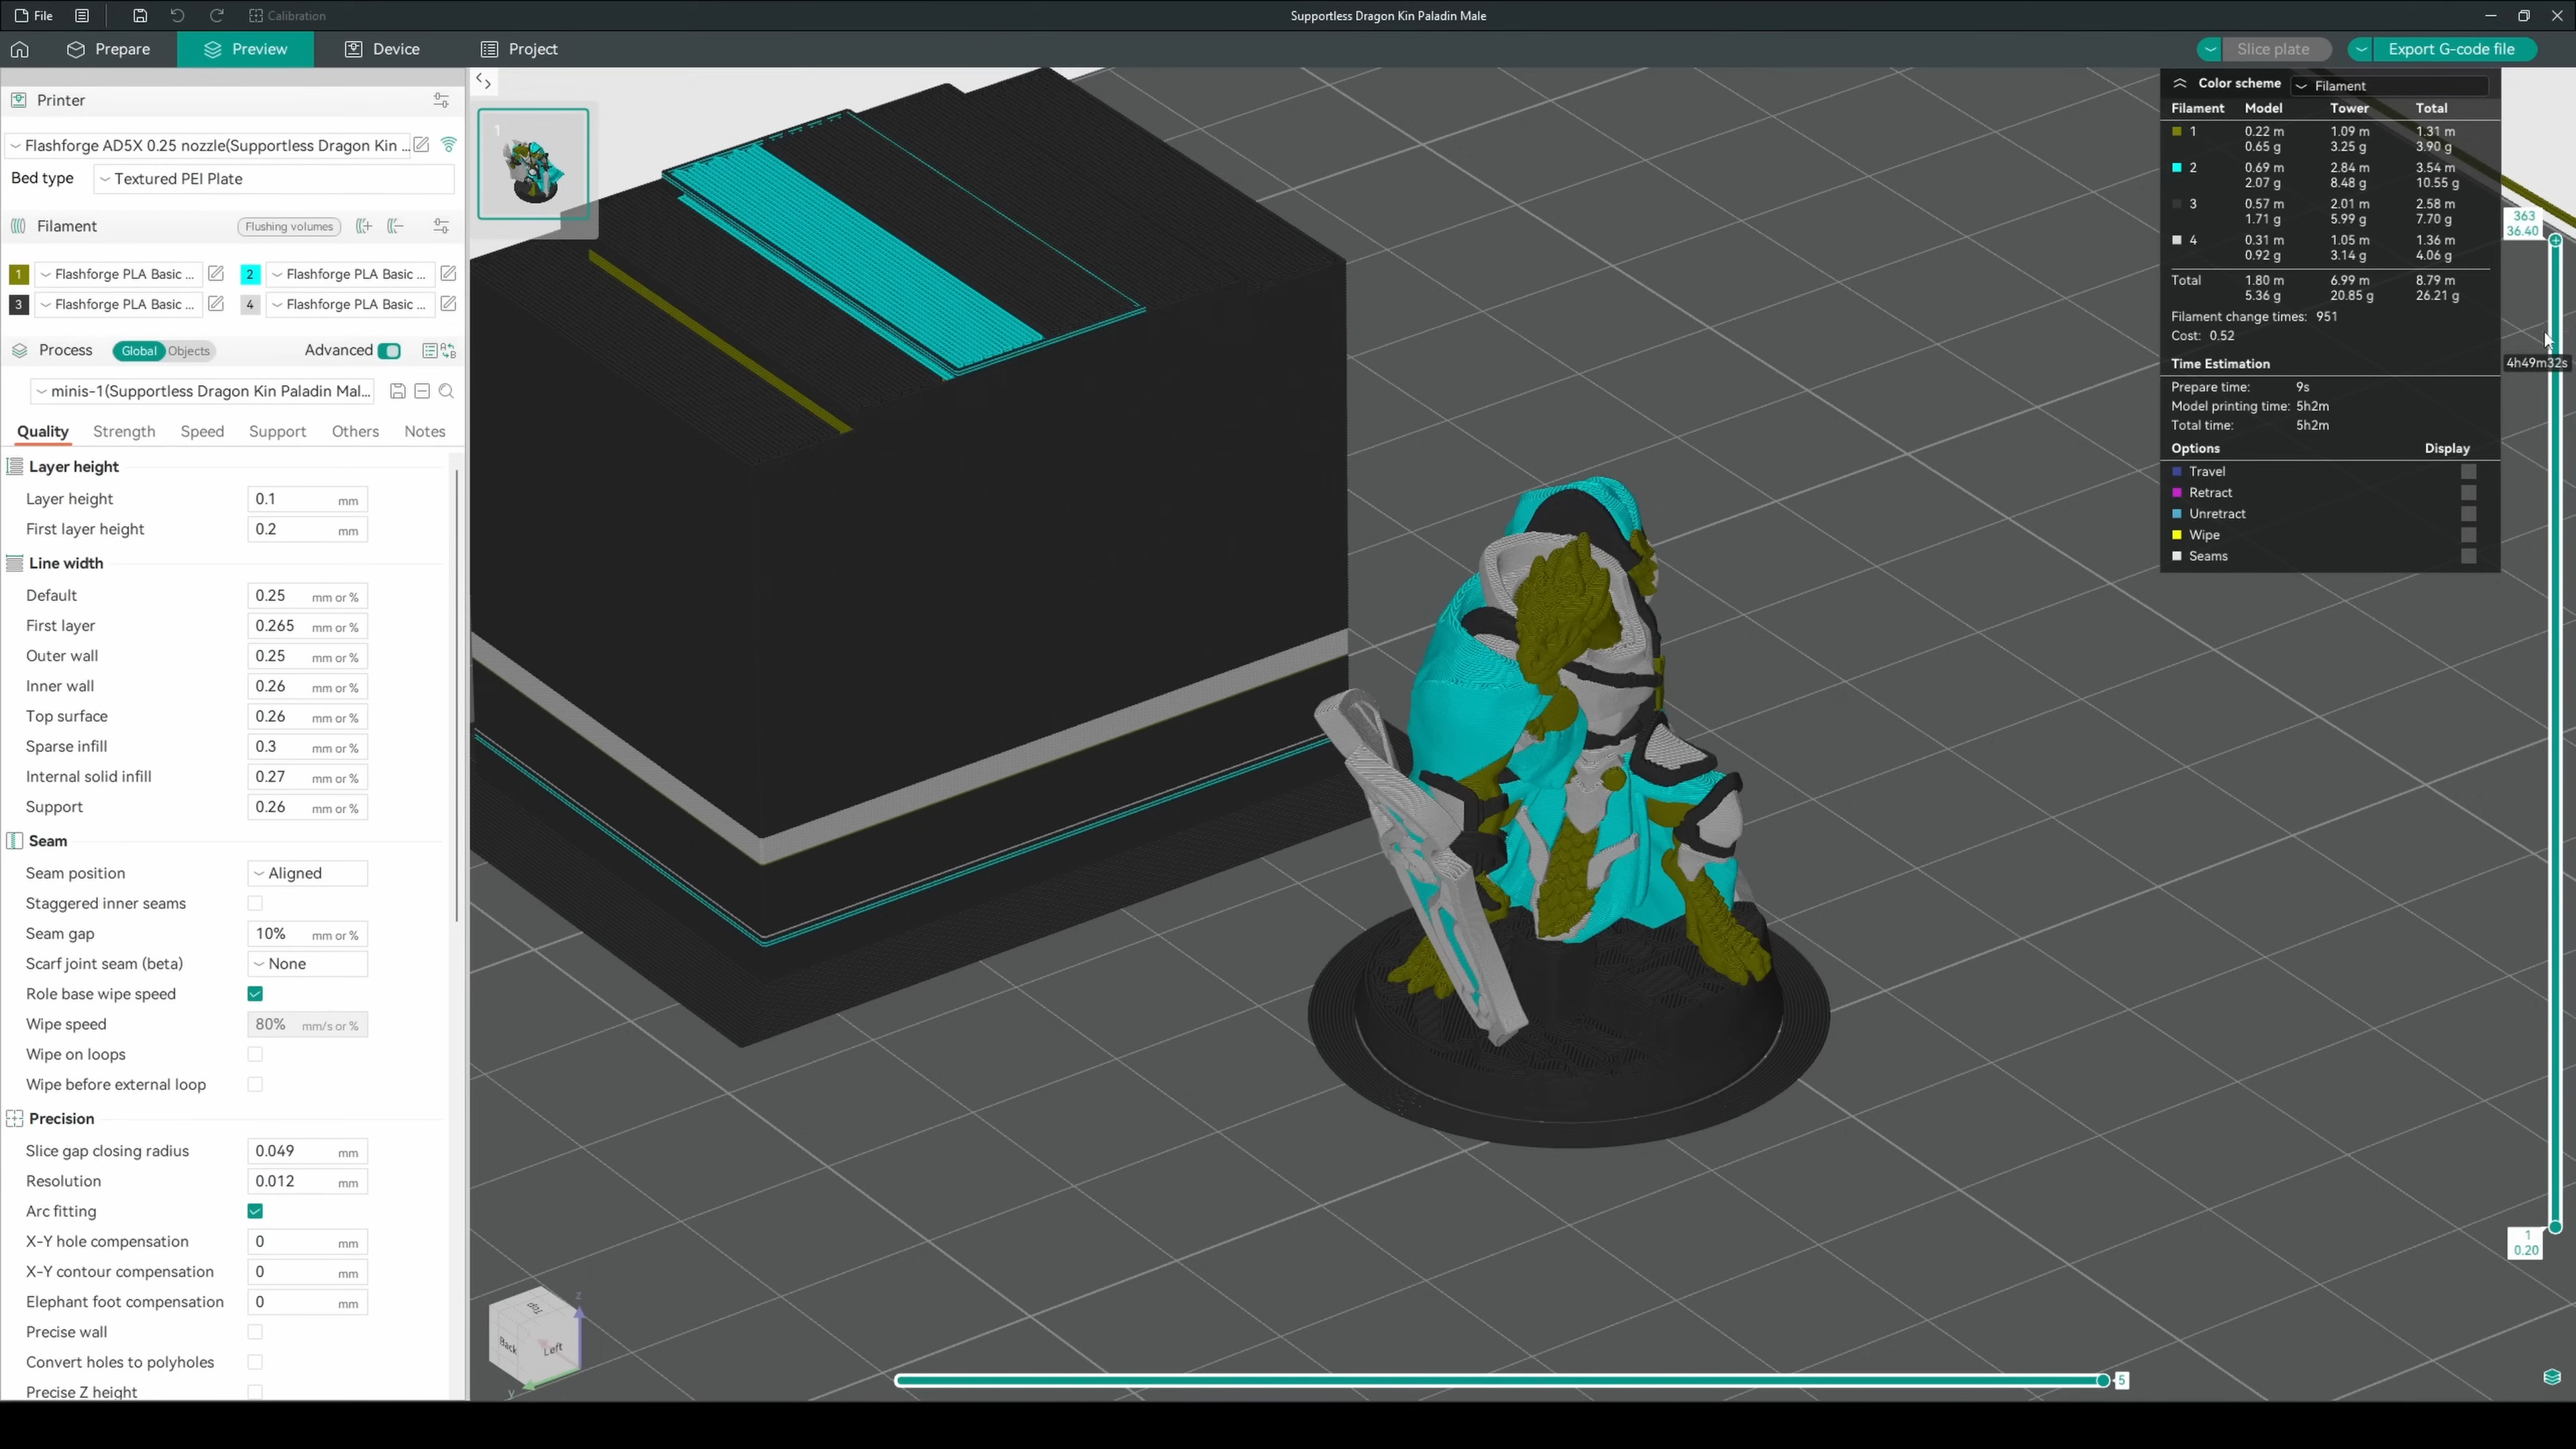 File
Calibration
Supportless Dragon Kin Paladin Male
Prepare
Preview
Device
Project
Slice plate
Export G-code file
Printer
Flashforge AD5X 0.25 nozzle(Supportless Dragon Kin ...
Bed type
Textured PEI Plate
Filament
Flushing volumes
1 Flashforge PLA Basic ...
2 Flashforge PLA Basic ...
3 Flashforge PLA Basic ...
4 Flashforge PLA Basic ...
Process
Global
Objects
Advanced
minis-1(Supportless Dragon Kin Paladin Mal...
Quality
Strength
Speed
Support
Others
Notes
Layer height
Layer height 0.1 mm
First layer height 0.2 mm
Line width
Default 0.25 mm or %
First layer 0.265 mm or %
Outer wall 0.25 mm or %
Inner wall 0.26 mm or %
Top surface 0.26 mm or %
Sparse infill 0.3 mm or %
Internal solid infill 0.27 mm or %
Support 0.26 mm or %
Seam
Seam position Aligned
Staggered inner seams
Seam gap 10% mm or %
Scarf joint seam (beta) None
Role base wipe speed
Wipe speed 80% mm/s or %
Wipe on loops
Wipe before external loop
Precision
Slice gap closing radius 0.049 mm
Resolution 0.012 mm
Arc fitting
X-Y hole compensation 0 mm
X-Y contour compensation 0 mm
Elephant foot compensation 0 mm
Precise wall
Convert holes to polyholes
Precise Z height
1
Top
Back
Left
z
y
5
Color scheme Filament
Filament Model Tower Total
1 0.22 m 1.09 m 1.31 m
0.65 g 3.25 g 3.90 g
2 0.69 m 2.84 m 3.54 m
2.07 g 8.48 g 10.55 g
3 0.57 m 2.01 m 2.58 m
1.71 g 5.99 g 7.70 g
4 0.31 m 1.05 m 1.36 m
0.92 g 3.14 g 4.06 g
Total 1.80 m 6.99 m 8.79 m
5.36 g 20.85 g 26.21 g
Filament change times: 951
Cost: 0.52
Time Estimation
Prepare time: 9s
Model printing time: 5h2m
Total time: 5h2m
Options Display
Travel
Retract
Unretract
Wipe
Seams
363
36.40
4h49m32s
1
0.20